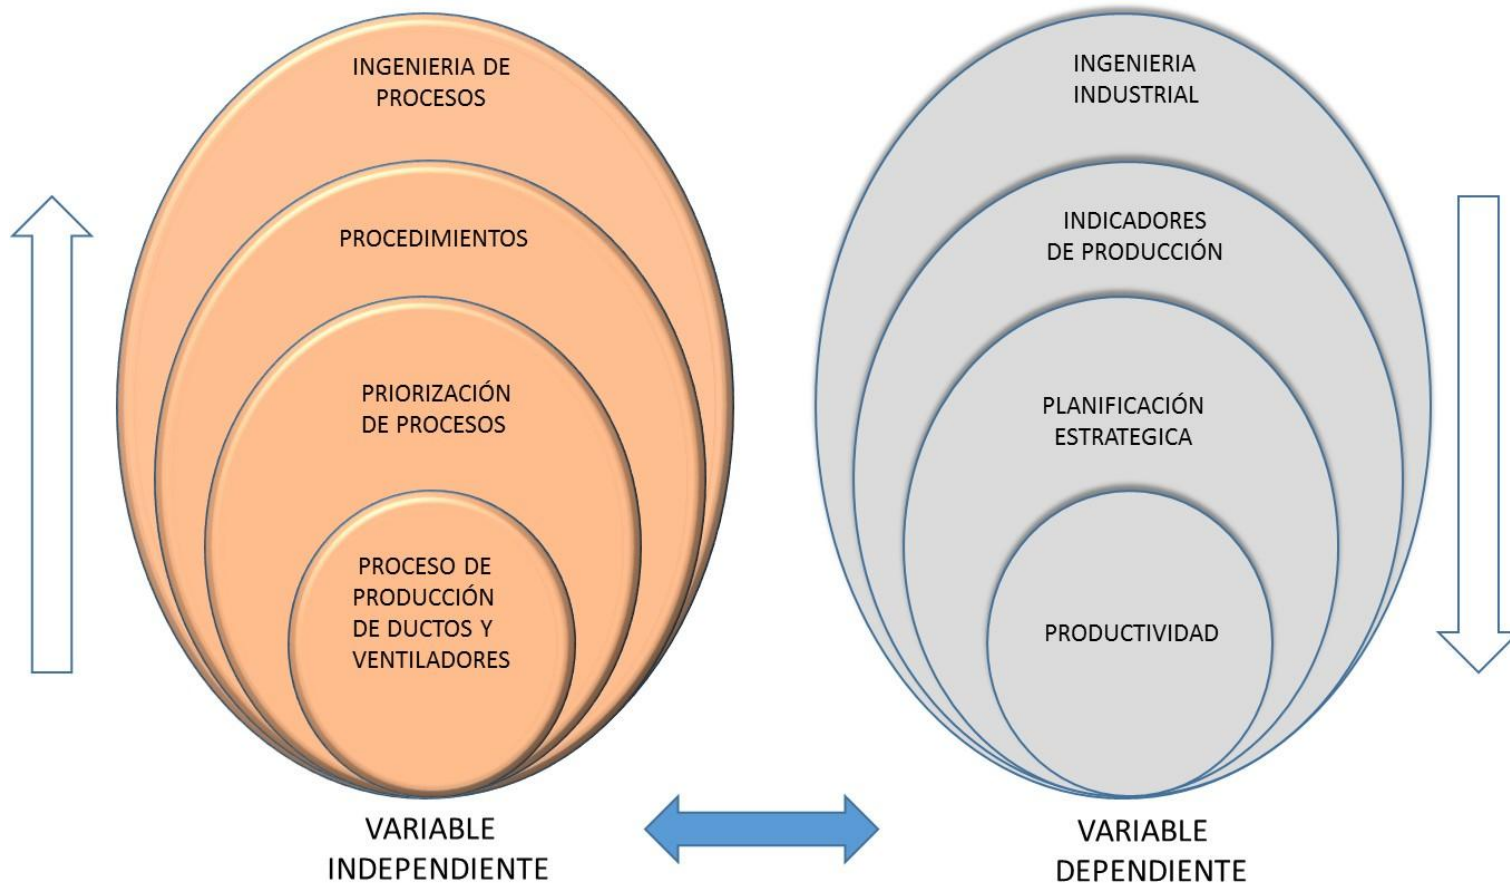 INGENIERIA DE
PROCESOS
PROCEDIMIENTOS
PRIORIZACIÓN
DE PROCESOS
PROCESO DE
PRODUCCIÓN
DE DUCTOS Y
VENTILADORES
VARIABLE
INDEPENDIENTE
INGENIERIA
INDUSTRIAL
INDICADORES
DE PRODUCCIÓN
PLANIFICACIÓN
ESTRATEGICA
PRODUCTIVIDAD
VARIABLE
DEPENDIENTE